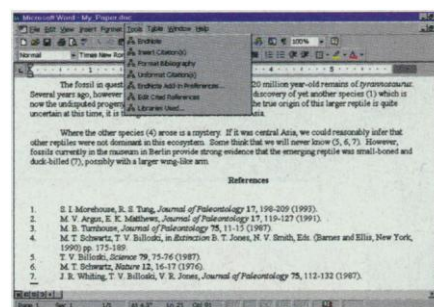 Microsoft Word - My Paper.doc
File Edit View Insert Format Tools Table Window Help
Endnote
Insert Citation(s)
Format Bibliography
Unformat Citation(s)
Endnote Add-in Preferences...
Edit Cited References
Libraries Used...
100%
Normal Times New Ro
The fossil in quest 20 million year-old remains of tyrannosaurus.
Several years ago, however discovery of yet another species (1) which is
now the undisputed progen the true origin of this larger reptile is quite
uncertain at this time, it is
Where the other species (4) arose is a mystery. If it was central Asia, we could reasonably infer that
other reptiles were not dominant in this ecosystem. Some think that we will never know (5, 6, 7). However,
fossils currently in the museum in Berlin provide strong evidence that the emerging reptile was small-boned and
duck-billed (7), possibly with a larger wing-like arm.
References
1. S. I. Morehouse, R. S. Tung, Journal of Paleontology 17, 198-209 (1993).
2. M. V. Argus, E. K. Matthews, Journal of Paleontology 17, 119-127 (1991).
3. M. B. Turnhouse, Journal of Paleontology 75, 11-15 (1987).
4. M. T. Schwartz, T. V. Billoski, in Extinction B. T. Jones, N. V. Smith, Eds. (Barnes and Ellis, New York,
1990) pp. 175-189.
5. T. V. Billoski, Science 79, 75-76 (1987).
6. M. T. Schwartz, Nature 12, 16-17 (1976).
7. J. R. Whiting, T. V. Billoski, V. R. Jones, Journal of Paleontology 75, 112-132 (1987).